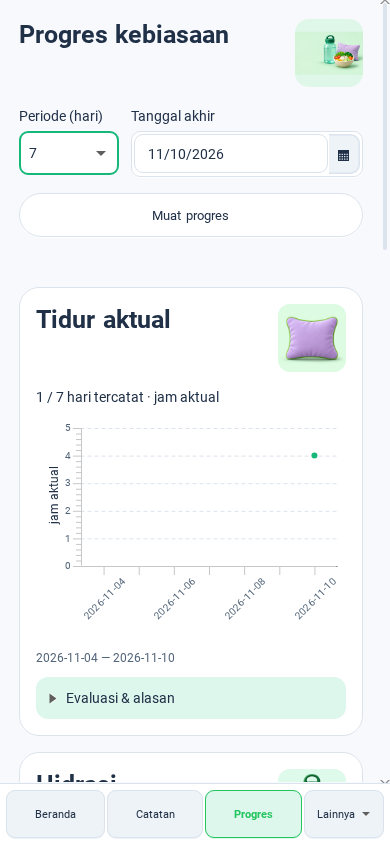 Progres kebiasaan
Periode (hari)
Tanggal akhir
7
11/10/2026
Muat progres
Tidur aktual
1 / 7 hari tercatat · jam aktual
jam aktual
5
4
3
2
1
0
2026-11-04
2026-11-06
2026-11-08
2026-11-10
2026-11-04 — 2026-11-10
Evaluasi & alasan
Hidrasi
Beranda
Catatan
Progres
Lainnya